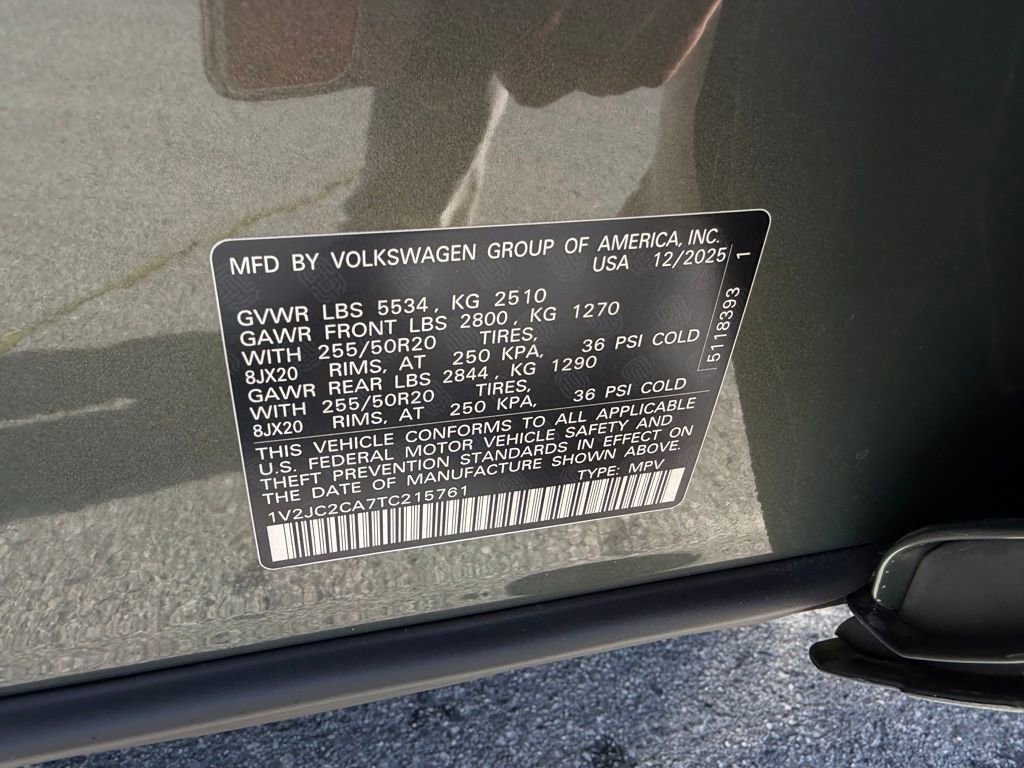 MFD BY VOLKSWAGEN GROUP OF AMERICA, INC.
USA 12/2025
GVWR LBS 5534, KG 2510
GAWR FRONT LBS 2800, KG 1270
WITH 255/50R20 TIRES,
8JX20 RIMS, AT 250 KPA, 36 PSI COLD
GAWR REAR LBS 2844, KG 1290
WITH 255/50R20 TIRES,
8JX20 RIMS, AT 250 KPA, 36 PSI COLD
THIS VEHICLE CONFORMS TO ALL APPLICABLE
U.S. FEDERAL MOTOR VEHICLE SAFETY AND
THEFT PREVENTION STANDARDS IN EFFECT ON
THE DATE OF MANUFACTURE SHOWN ABOVE.
1V2JC2CA7TC215761 TYPE: MPV
5118393 1